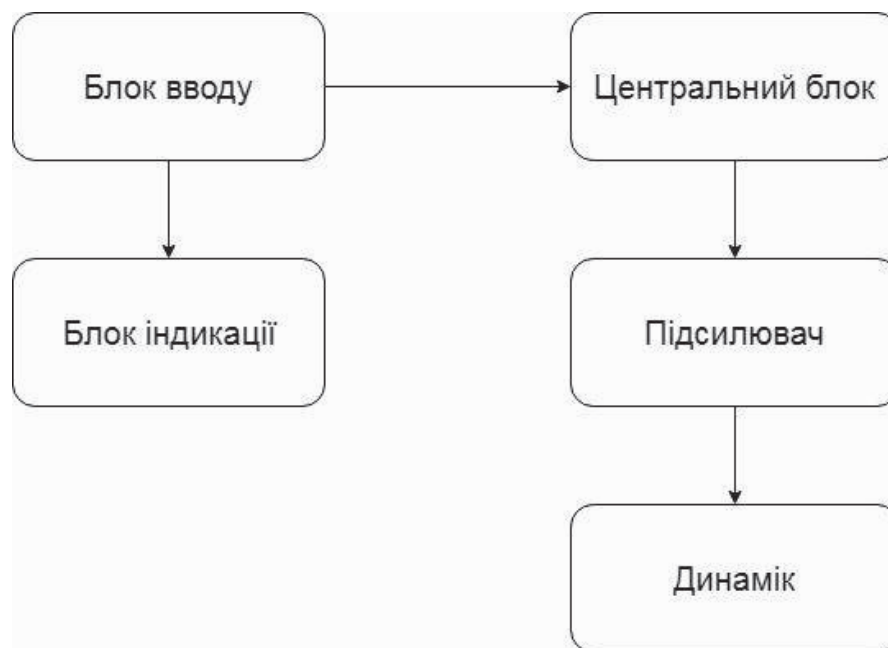 Блок вводу
Центральний блок
Блок індикації
Підсилювач
Динамік